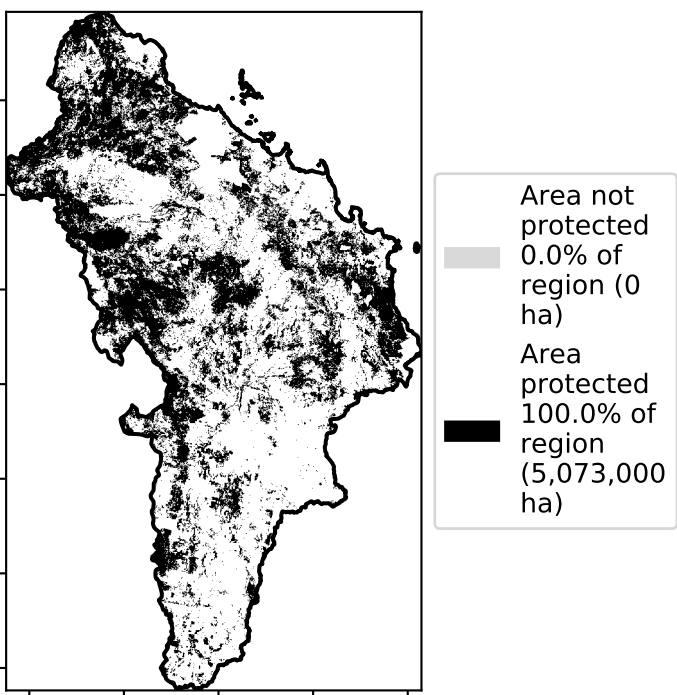 Area not
protected
0.0% of
region (0
ha)
Area
protected
100.0% of
region
(5,073,000
ha)